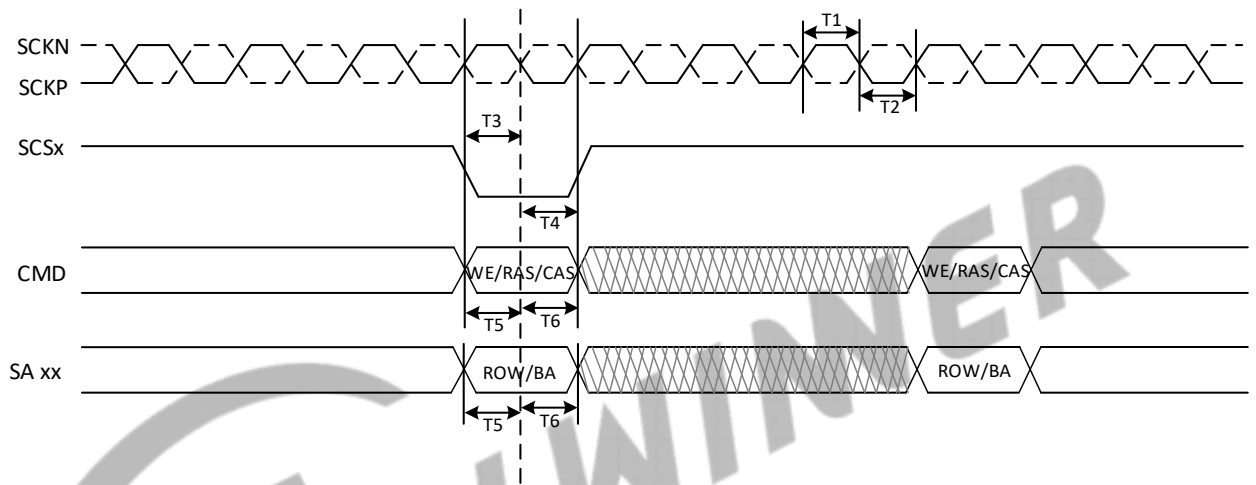 T1
SCKN
SCKP
T2
T3
SCSx
T4
CMD
WE/RAS/CAS
WE/RAS/CAS
T5
T6
SA xx
ROW/BA
ROW/BA
T5
T6
WINNER